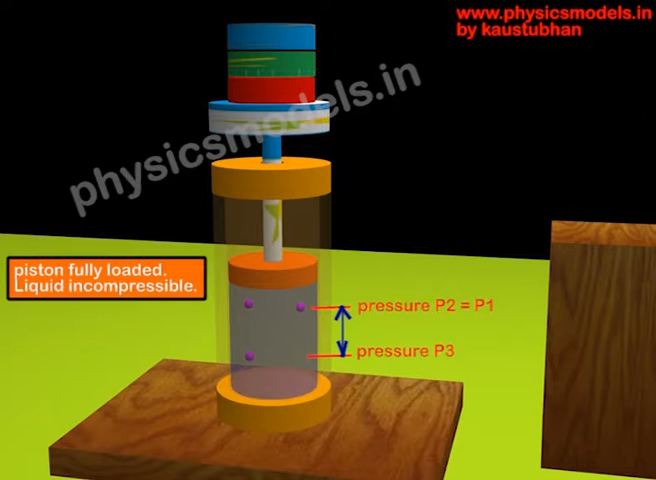 www.physicsmodels.in
by kaustubhan
physicsmodels.in
piston fully loaded.
Liquid incompressible.
pressure P2 = P1
pressure P3